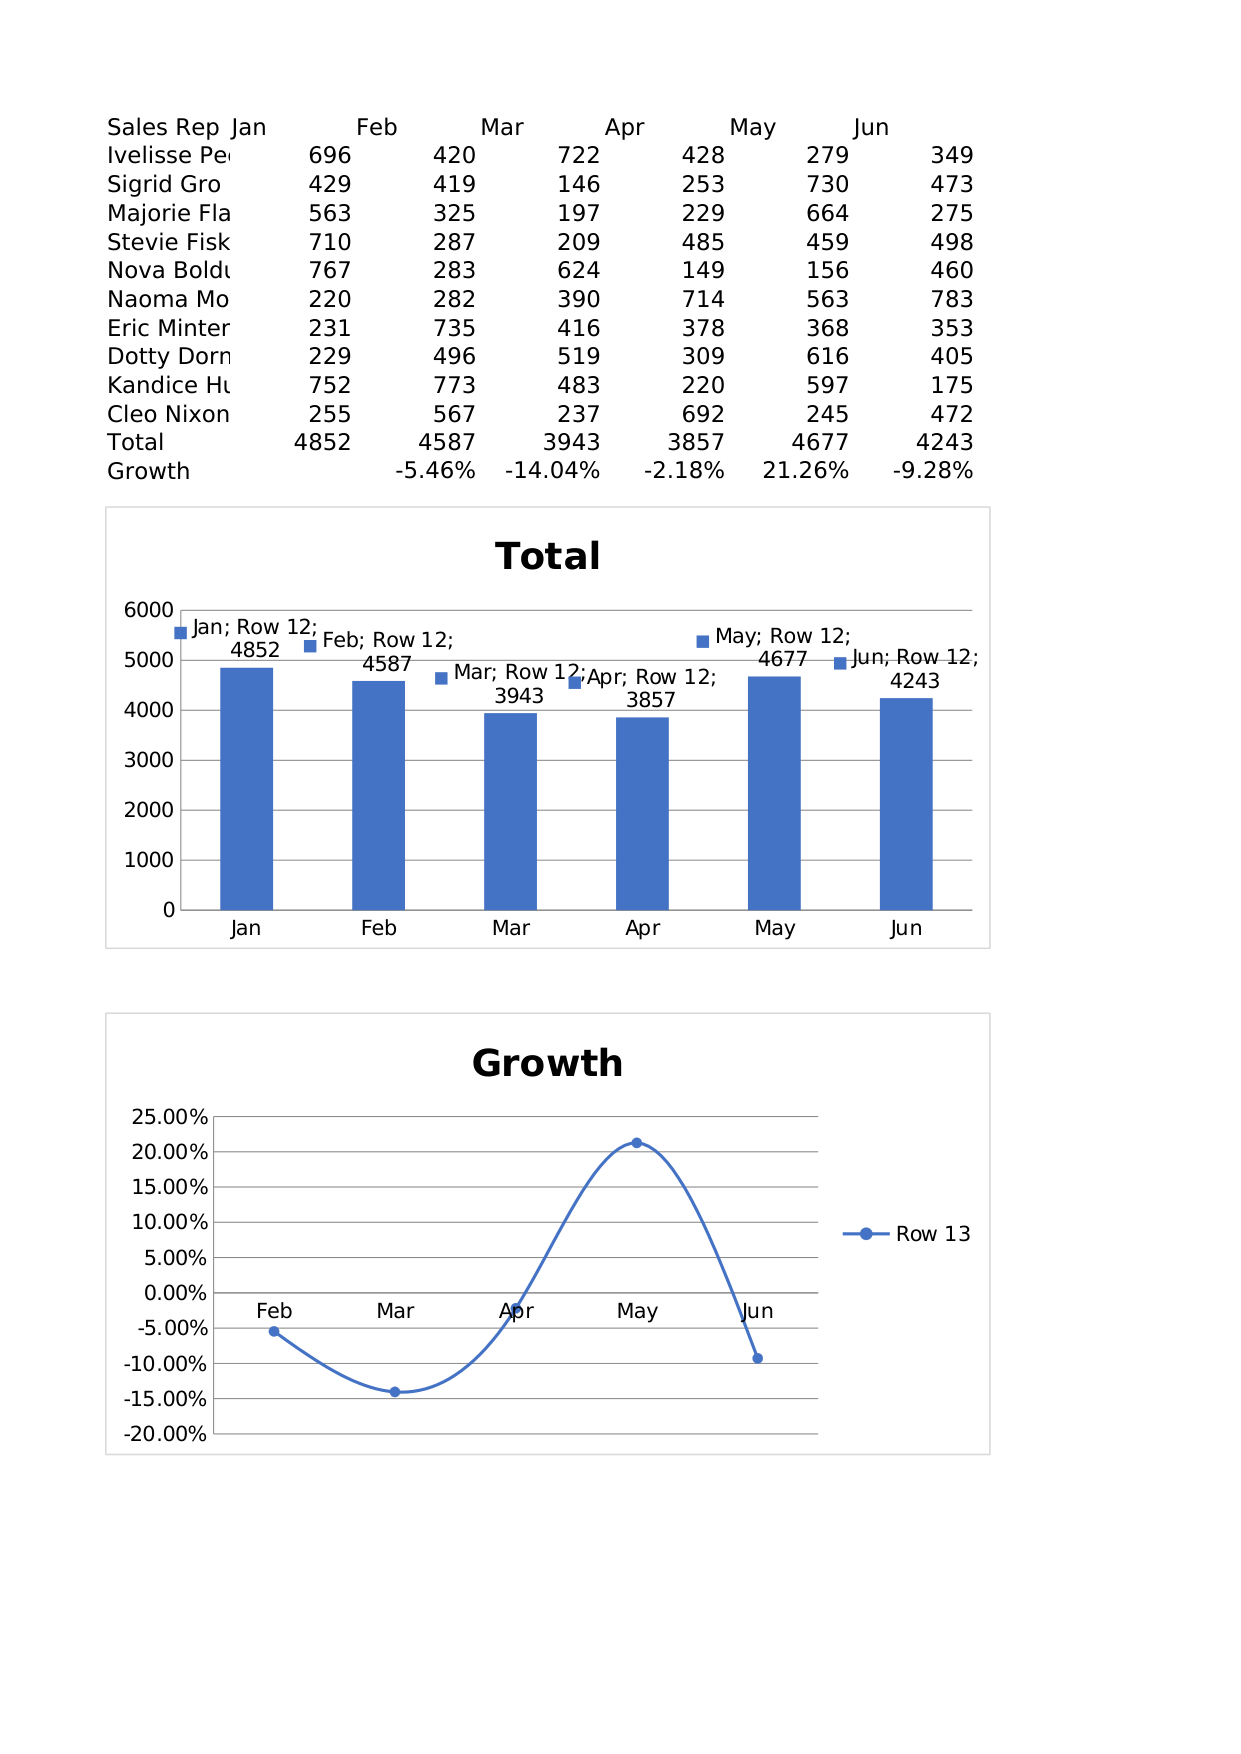 Sales Rep Jan Feb Mar Apr May Jun
Ivelisse Pe 696 420 722 428 279 349
Sigrid Gro 429 419 146 253 730 473
Majorie Fla 563 325 197 229 664 275
Stevie Fisk 710 287 209 485 459 498
Nova Boldu 767 283 624 149 156 460
Naoma Mo 220 282 390 714 563 783
Eric Minter 231 735 416 378 368 353
Dotty Dorn 229 496 519 309 616 405
Kandice Hu 752 773 483 220 597 175
Cleo Nixon 255 567 237 692 245 472
Total 4852 4587 3943 3857 4677 4243
Growth -5.46% -14.04% -2.18% 21.26% -9.28%
Total
6000
Jan; Row 12;
4852
Feb; Row 12;
4587
Mar; Row 12;
3943
Apr; Row 12;
3857
May; Row 12;
4677
Jun; Row 12;
4243
5000
4000
3000
2000
1000
0
Jan Feb Mar Apr May Jun
Growth
25.00%
20.00%
15.00%
10.00%
5.00%
0.00%
-5.00%
-10.00%
-15.00%
-20.00%
Feb Mar Apr May Jun
Row 13